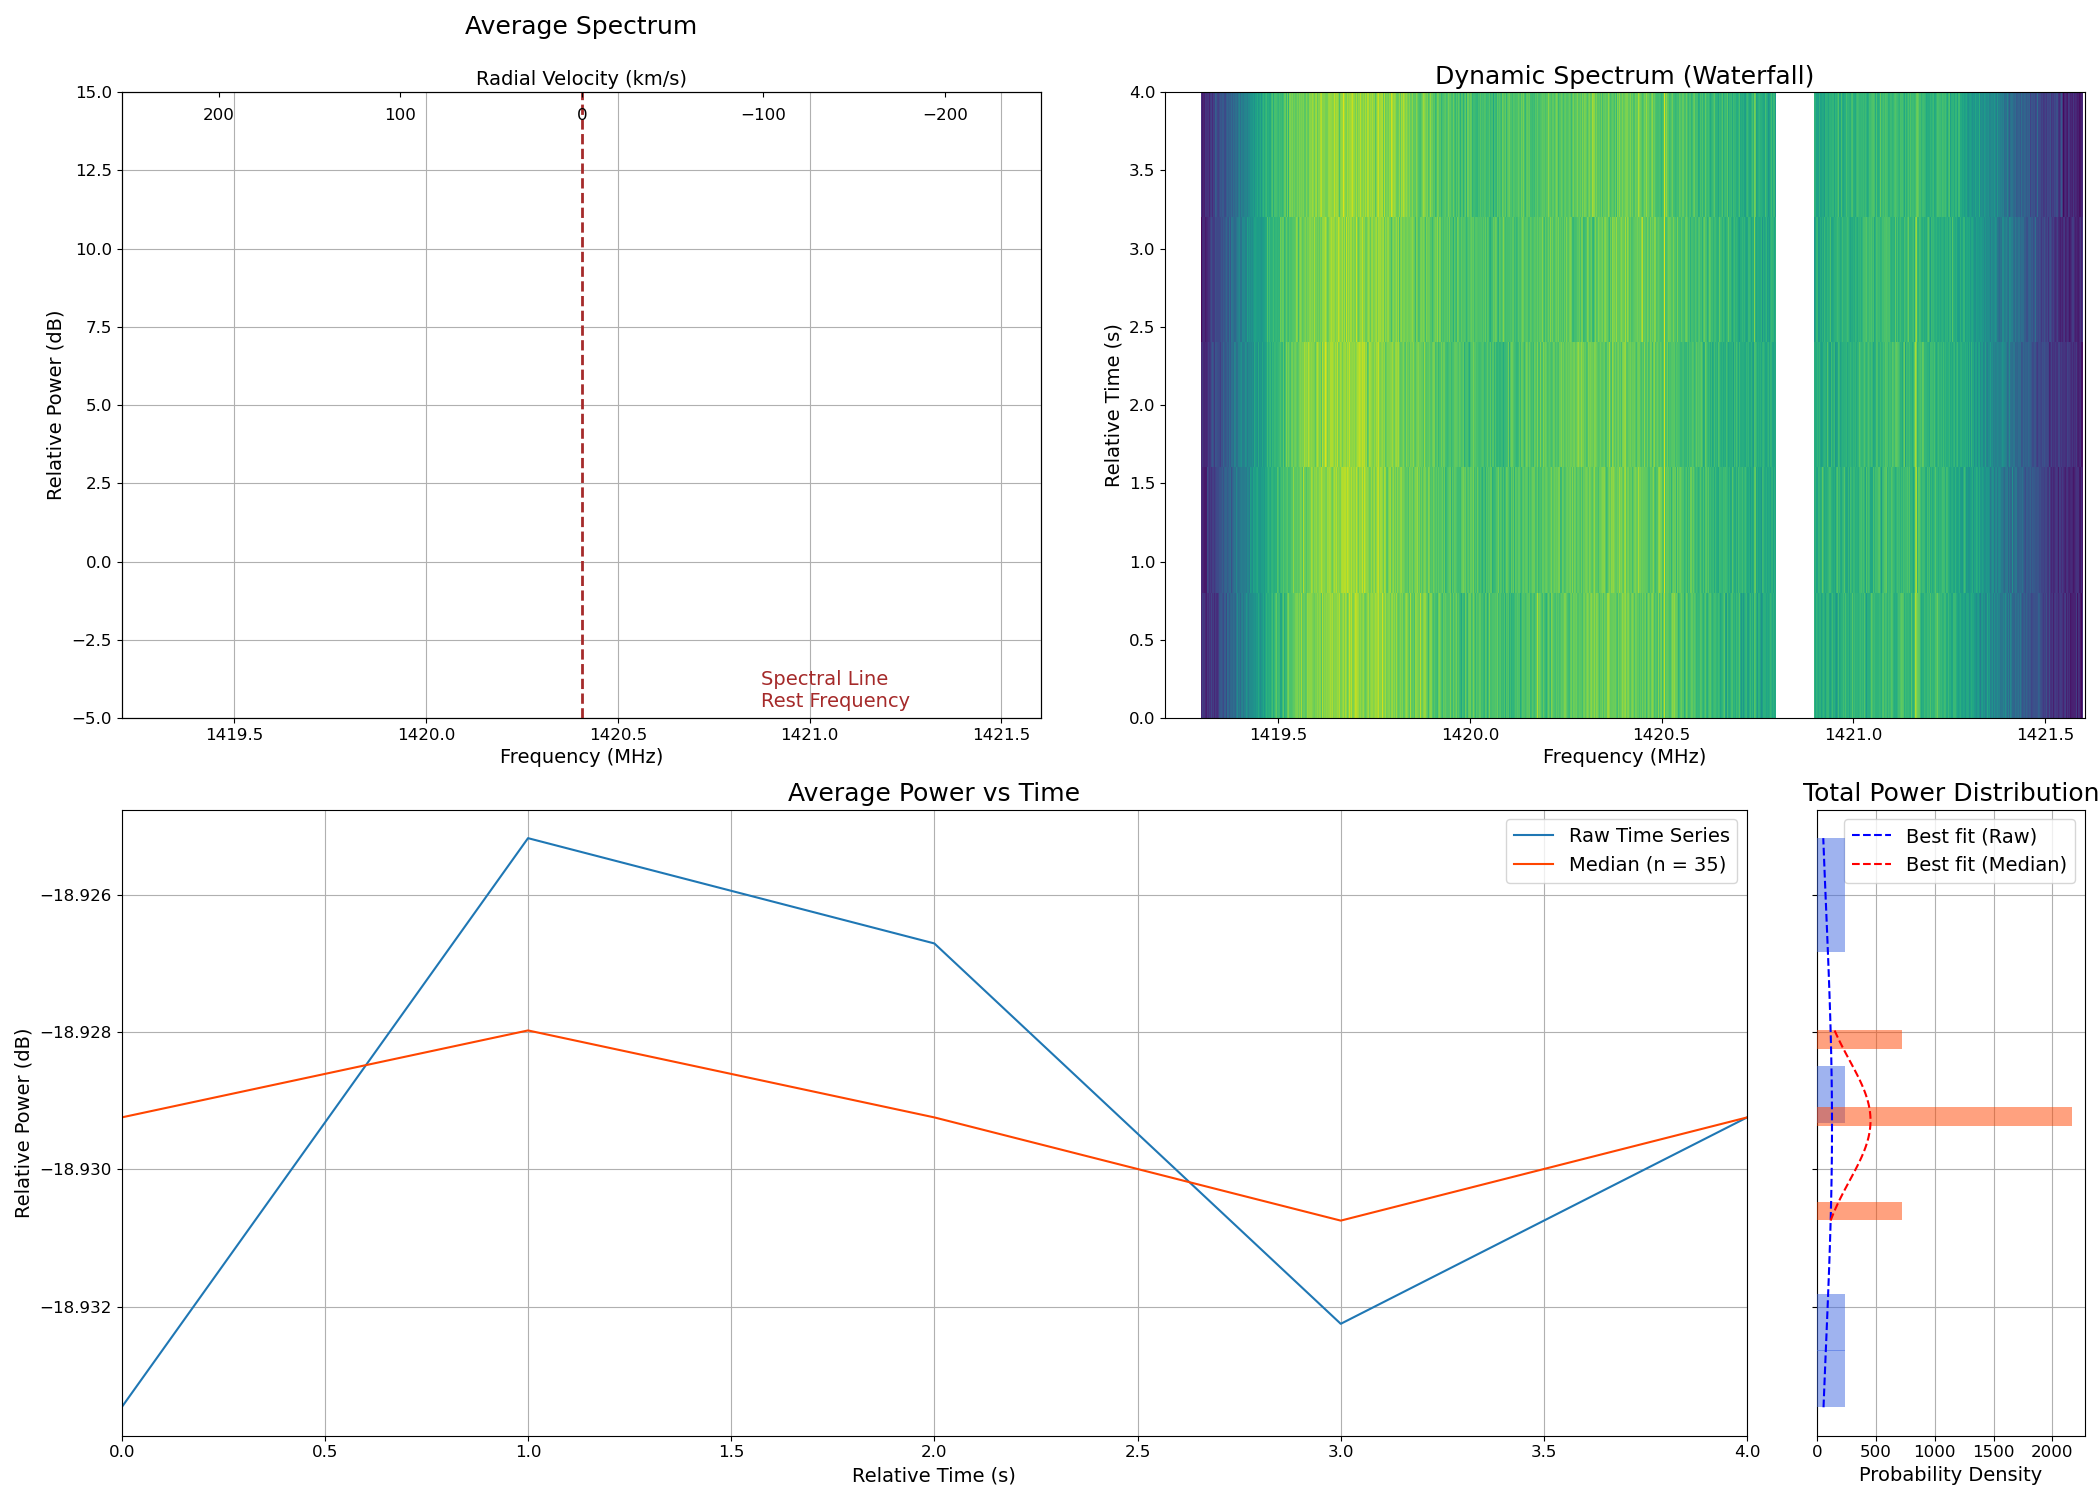 Average Spectrum
Radial Velocity (km/s)
200 100 0 −100 −200
15.0
12.5
10.0
7.5
5.0
2.5
0.0
−2.5
−5.0
Relative Power (dB)
Spectral Line
Rest Frequency
1419.5 1420.0 1420.5 1421.0 1421.5
Frequency (MHz)
Dynamic Spectrum (Waterfall)
4.0
3.5
3.0
2.5
2.0
1.5
1.0
0.5
0.0
Relative Time (s)
1419.5 1420.0 1420.5 1421.0 1421.5
Frequency (MHz)
Average Power vs Time
Raw Time Series
Median (n = 35)
−18.926
−18.928
−18.930
−18.932
Relative Power (dB)
0.0 0.5 1.0 1.5 2.0 2.5 3.0 3.5 4.0
Relative Time (s)
Total Power Distribution
Best fit (Raw)
Best fit (Median)
0 500 1000 1500 2000
Probability Density